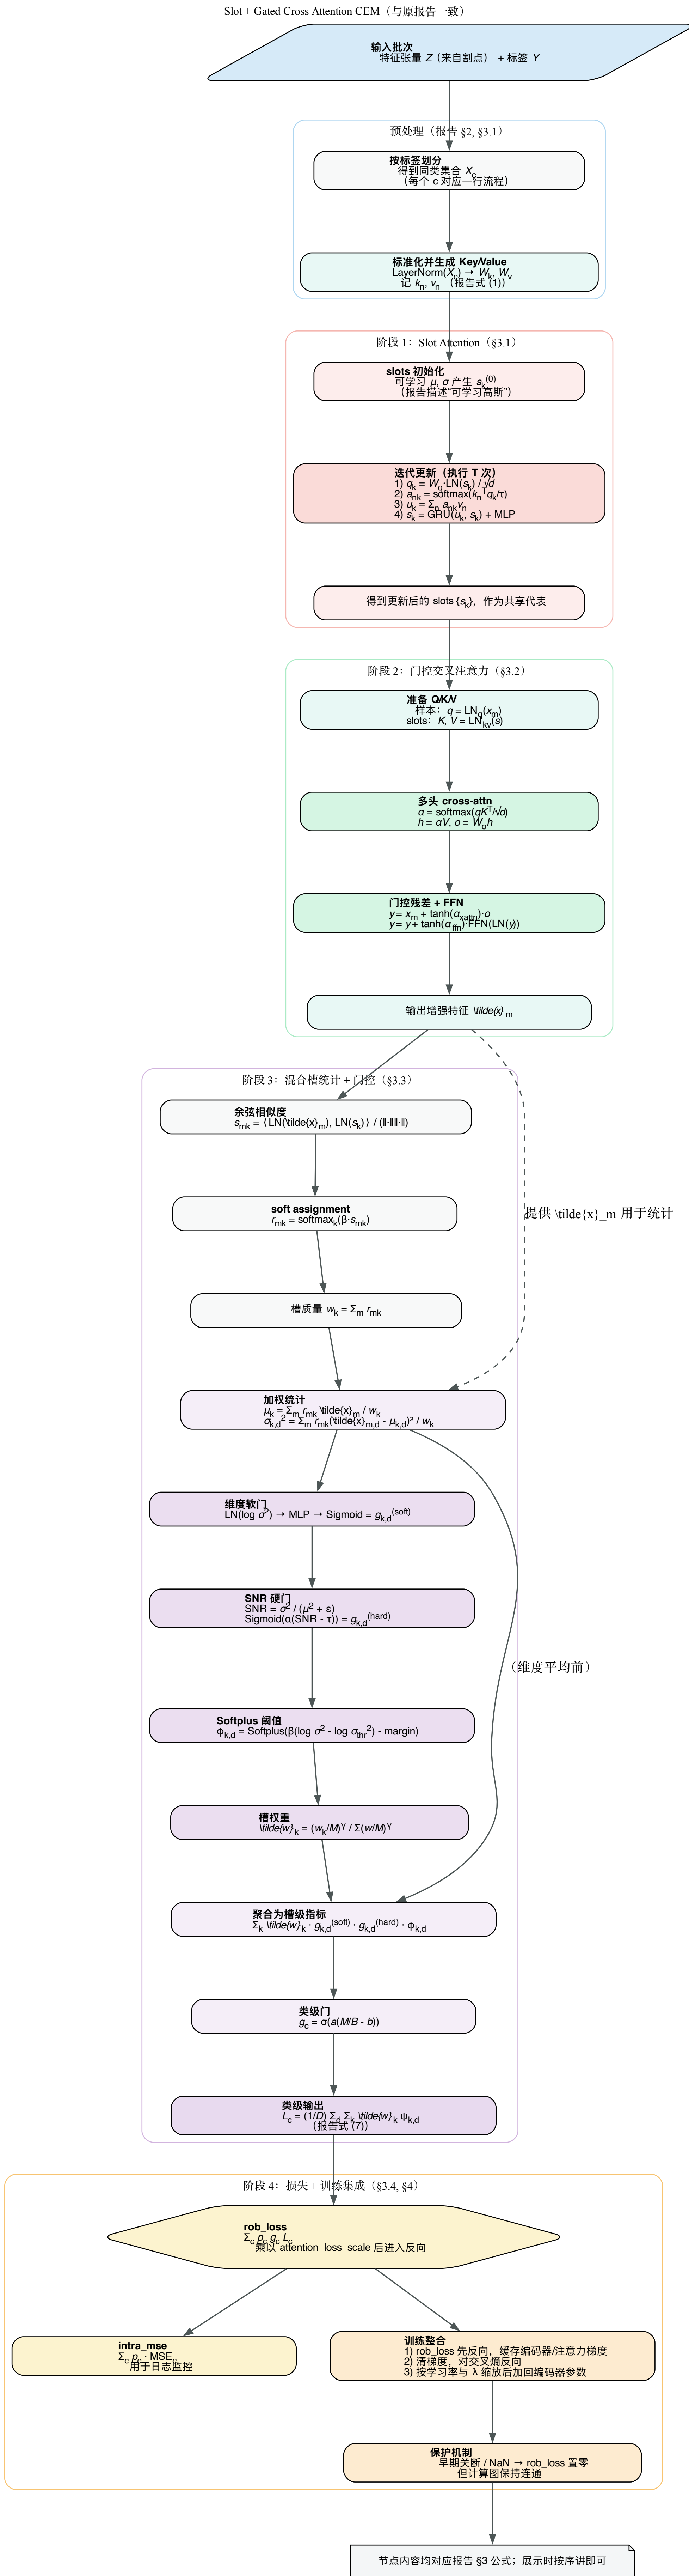 Slot + Gated Cross Attention CEM（与原报告一致）
输入批次
特征张量 Z（来自割点） + 标签 Y
预处理（报告 §2, §3.1）
按标签划分
得到同类集合 X_c
（每个 c 对应一行流程）
标准化并生成 Key/Value
LayerNorm(X_c) → W_k, W_v
记 k_n, v_n （报告式 (1)）
阶段 1：Slot Attention（§3.1）
slots 初始化
可学习 μ, σ 产生 s_k^(0)
（报告描述“可学习高斯”）
迭代更新（执行 T 次）
1) q_k = W_q·LN(s_k) / √d
2) a_nk = softmax(k_n^T q_k/τ)
3) u_k = Σ_n a_nk v_n
4) s_k = GRU(u_k, s_k) + MLP
得到更新后的 slots {s_k}，作为共享代表
阶段 2：门控交叉注意力（§3.2）
准备 Q/K/V
样本：q = LN_q(x_m)
slots：K, V = LN_kv(s)
多头 cross-attn
α = softmax(qK^T/√d)
h = αV, o = W_o h
门控残差 + FFN
y = x_m + tanh(α_xattn)·o
y = y + tanh(α_ffn)·FFN(LN(y))
输出增强特征 \tilde{x}_m
阶段 3：混合槽统计 + 门控（§3.3）
余弦相似度
s_mk = ⟨LN(\tilde{x}_m), LN(s_k)⟩ / (‖·‖‖·‖)
soft assignment
r_mk = softmax_k(β·s_mk)
提供 \tilde{x}_m 用于统计
槽质量 w_k = Σ_m r_mk
加权统计
μ_k = Σ_m r_mk \tilde{x}_m / w_k
σ_k,d^2 = Σ_m r_mk(\tilde{x}_m,d - μ_k,d)² / w_k
维度软门
LN(log σ²) → MLP → Sigmoid = g_k,d^(soft)
SNR 硬门
SNR = σ² / (μ² + ε)
Sigmoid(α(SNR - τ)) = g_k,d^(hard)
（维度平均前）
Softplus 阈值
Φ_k,d = Softplus(β(log σ² - log σ_thr^2) - margin)
槽权重
\tilde{w}_k = (w_k/M)^γ / Σ(w/M)^γ
聚合为槽级指标
Σ_k \tilde{w}_k · g_k,d^(soft) · g_k,d^(hard) · Φ_k,d
类级门
g_c = σ(a(M/B - b))
类级输出
L_c = (1/D) Σ_d Σ_k \tilde{w}_k ψ_k,d
（报告式 (7)）
阶段 4：损失 + 训练集成（§3.4, §4）
rob_loss
Σ_c p_c g_c L_c
乘以 attention_loss_scale 后进入反向
intra_mse
Σ_c p_c · MSE_c
用于日志监控
训练整合
1) rob_loss 先反向，缓存编码器/注意力梯度
2) 清梯度，对交叉熵反向
3) 按学习率与 λ 缩放后加回编码器参数
保护机制
早期关断 / NaN → rob_loss 置零
但计算图保持连通
节点内容均对应报告 §3 公式；展示时按序讲即可